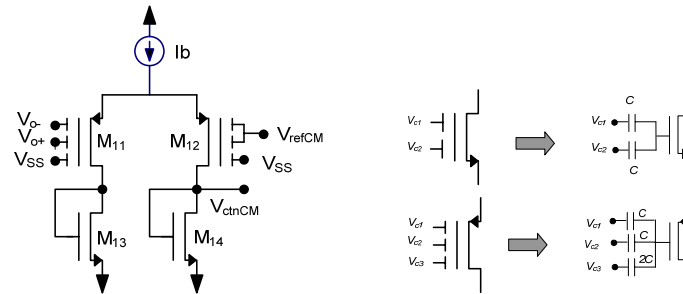 Ib
Vo-
Vo+
VSS
M11
M12
VrefCM
VSS
VctnCM
M13
M14
Vc1
Vc2
C
Vc1
Vc2
C
Vc1
Vc2
Vc3
Vc1
C
Vc2
C
Vc3
2C